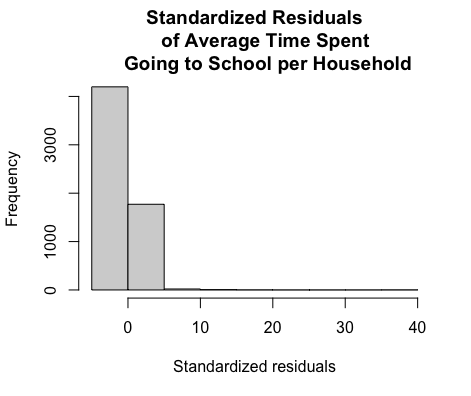 Standardized Residuals
of Average Time Spent
Going to School per Household
Frequency
3000
1000
0
0
10
20
30
40
Standardized residuals